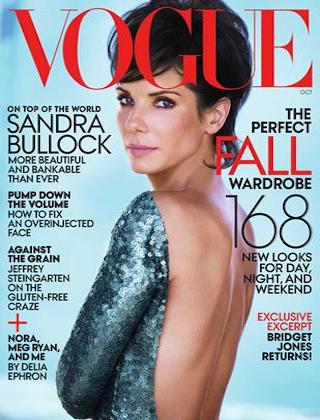 VOGUE
OCT
ON TOP OF THE WORLD
SANDRA
BULLOCK
MORE BEAUTIFUL
AND BANKABLE
THAN EVER
PUMP DOWN
THE VOLUME
HOW TO FIX
AN OVERINJECTED
FACE
AGAINST
THE GRAIN
JEFFREY
STEINGARTEN
ON THE
GLUTEN-FREE
CRAZE
+
NORA,
MEG RYAN,
AND ME
BY DELIA
EPHRON
THE
PERFECT
FALL
WARDROBE
168
NEW LOOKS
FOR DAY,
NIGHT, AND
WEEKEND
EXCLUSIVE
EXCERPT
BRIDGET
JONES
RETURNS!